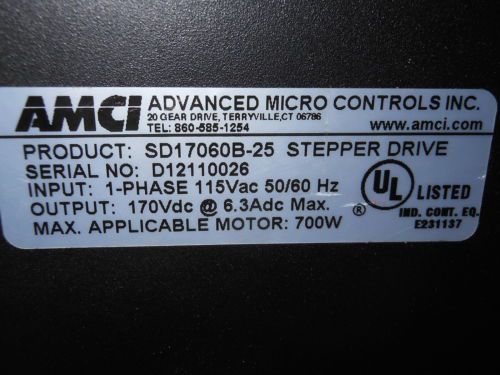 AMCI ADVANCED MICRO CONTROLS INC.
20 GEAR DRIVE, TERRYVILLE,CT 06786
TEL: 860-585-1254 www.amci.com
PRODUCT: SD17060B-25 STEPPER DRIVE
SERIAL NO: D12110026
INPUT: 1-PHASE 115Vac 50/60 Hz
OUTPUT: 170Vdc @ 6.3Adc Max.
MAX. APPLICABLE MOTOR: 700W
UL ® LISTED
IND. CONT. EQ.
E231137